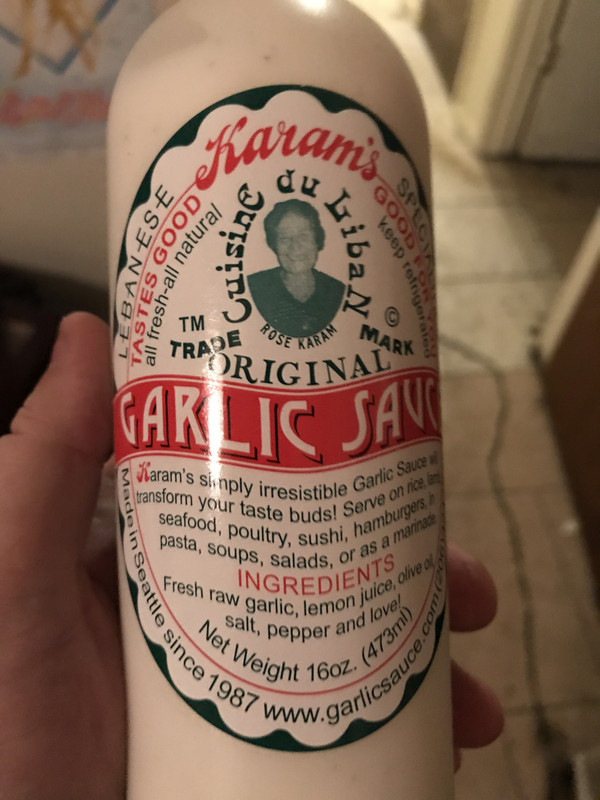 Karam's
Cuisine du Liban
LEBANESE
TASTES GOOD
all fresh-all natural
GOOD FOR
keep refrigerated
TM
©
TRADE MARK
ROSE KARAM
ORIGINAL
GARLIC SAUC
Karam's simply irresistible Garlic Sauce
transform your taste buds! Serve on rice,
seafood, poultry, sushi, hamburgers, in
pasta, soups, salads, or as a marinade
INGREDIENTS
Fresh raw garlic, lemon juice, olive oil,
salt, pepper and love!
Net Weight 16oz. (473ml)
Made in Seattle since 1987 www.garlicsauce.com